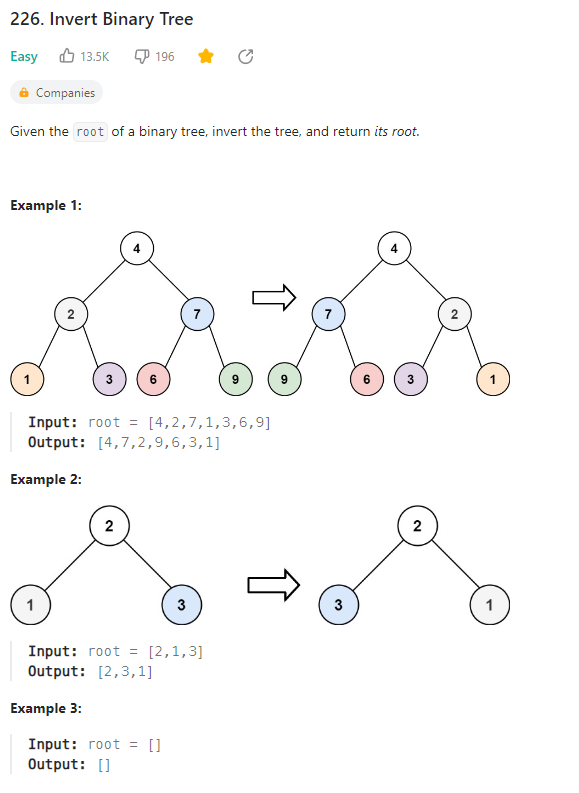 226. Invert Binary Tree
Easy 13.5K 196
Companies
Given the root of a binary tree, invert the tree, and return its root.
Example 1:
4 4
2 7 7 2
1 3 6 9 9 6 3 1
Input: root = [4,2,7,1,3,6,9]
Output: [4,7,2,9,6,3,1]
Example 2:
2 2
1 3 3 1
Input: root = [2,1,3]
Output: [2,3,1]
Example 3:
Input: root = []
Output: []